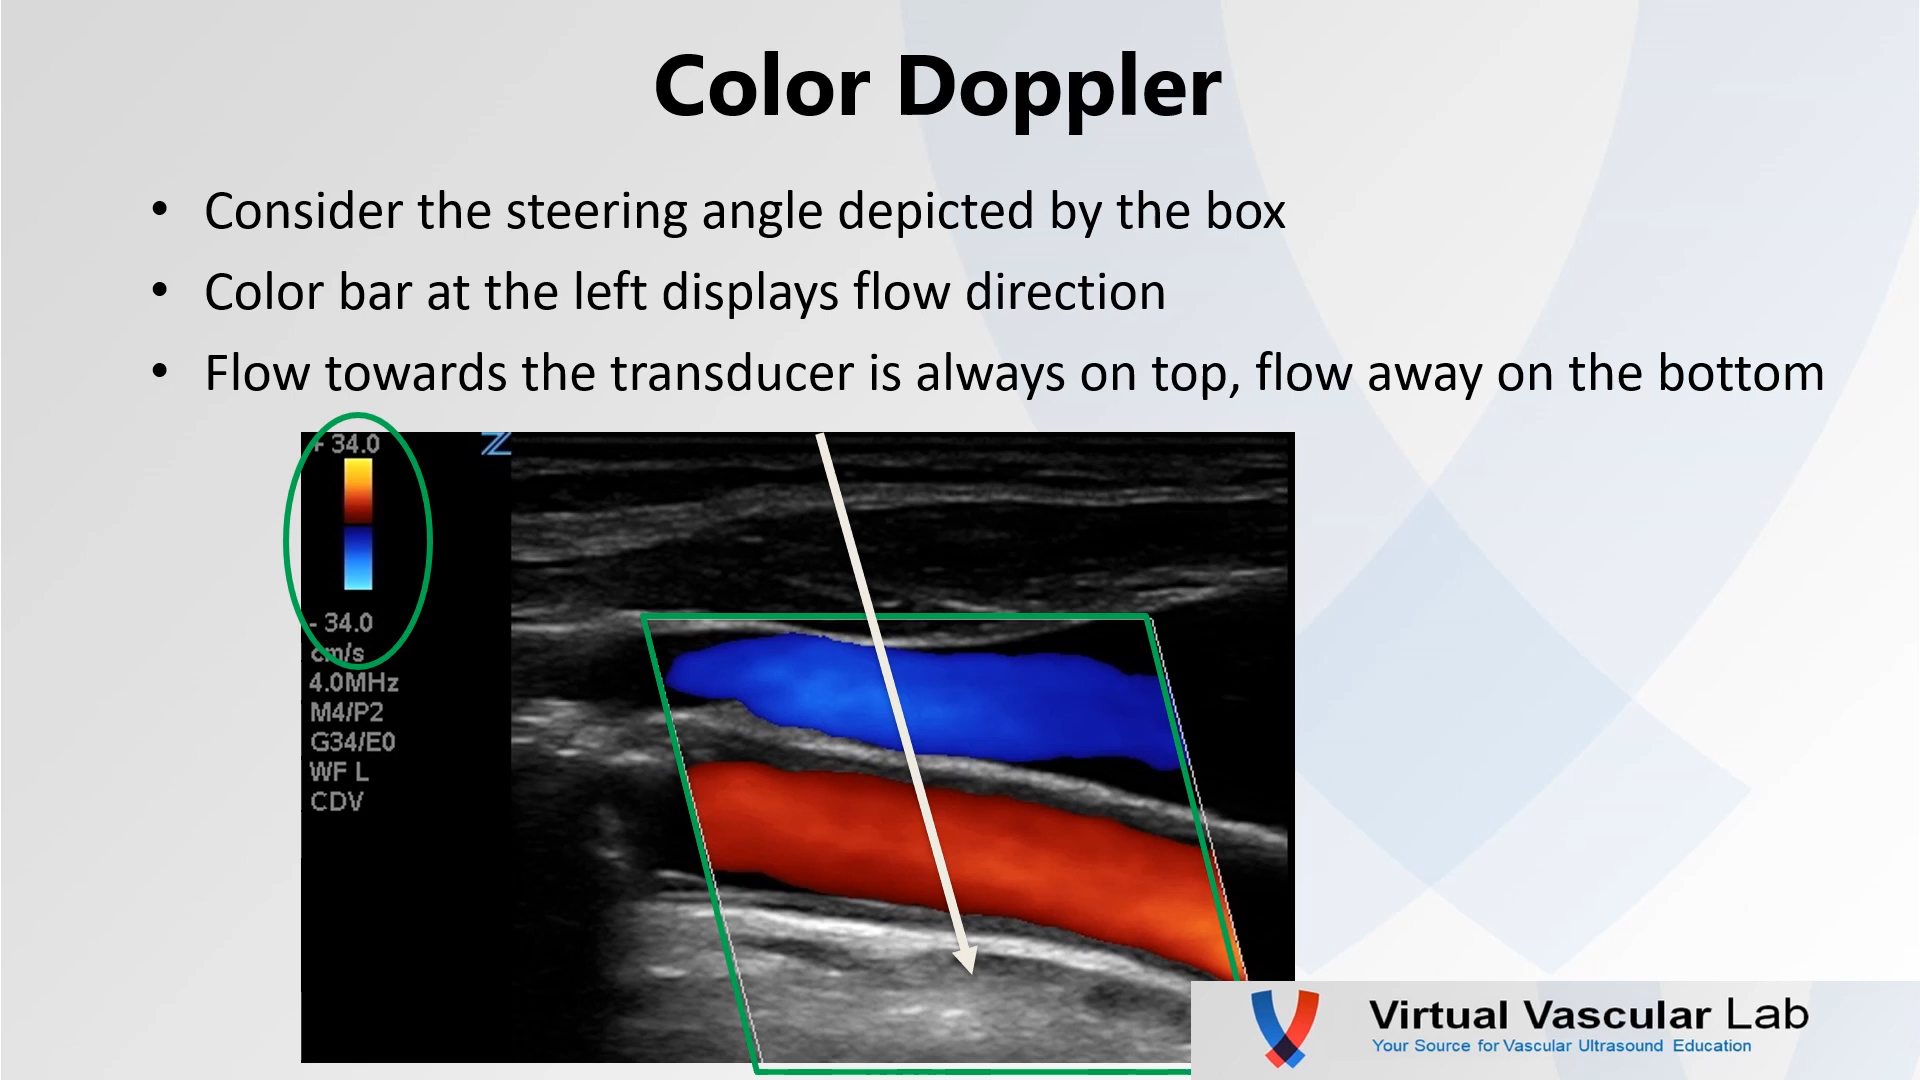 Color Doppler
• Consider the steering angle depicted by the box
• Color bar at the left displays flow direction
• Flow towards the transducer is always on top, flow away on the bottom
+ 34.0
Z
- 34.0
cm/s
4.0MHz
M4/P2
G34/E0
WF L
CDV
Virtual Vascular Lab
Your Source for Vascular Ultrasound Education